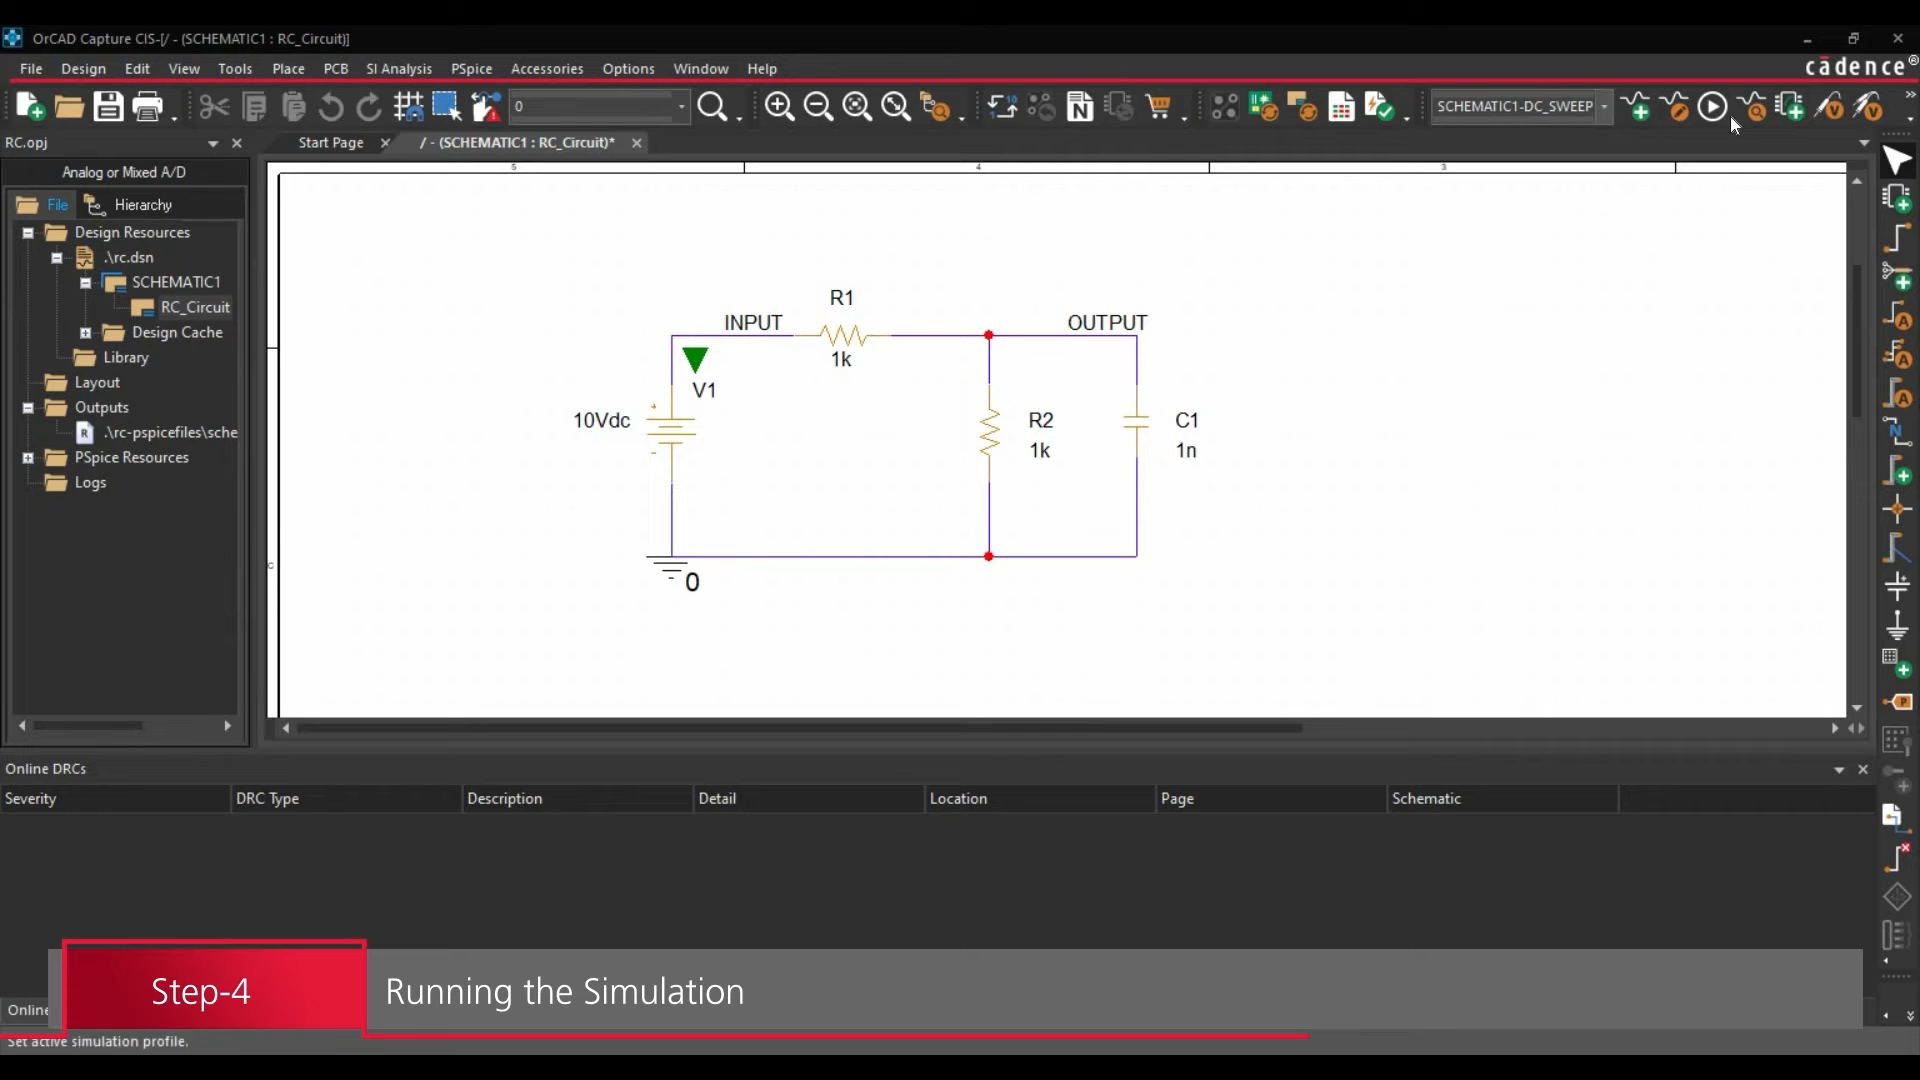 OrCAD Capture CIS-[/ - (SCHEMATIC1 : RC_Circuit)]
File Design Edit View Tools Place PCB SI Analysis PSpice Accessories Options Window Help
cādence®
0
SCHEMATIC1-DC_SWEEP
RC.opj
Start Page
/ - (SCHEMATIC1 : RC_Circuit)*
Analog or Mixed A/D
File
Hierarchy
Design Resources
.\rc.dsn
SCHEMATIC1
RC_Circuit
Design Cache
Library
Layout
Outputs
.\rc-pspicefiles\sche
PSpice Resources
Logs
5 4 3
C
R1
INPUT
OUTPUT
1k
V1
10Vdc
R2
1k
C1
1n
0
Online DRCs
Severity DRC Type Description Detail Location Page Schematic
Step-4
Running the Simulation
Online
Set active simulation profile.